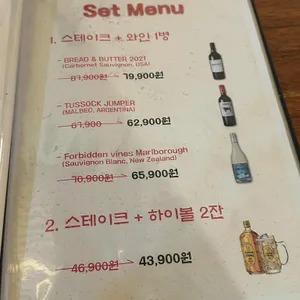 Set Menu
1. 스테이크 + 와인 1병
- BREAD & BUTTER 2021
(Carbernet Sauvignon, USA)
87,900원 → 79,900원
- TUSSOCK JUMPER
(MALBEC, ARGENTINA)
67,900 → 62,900원
- Forbidden vines Marlborough
(Sauvignon Blanc, New Zealand)
70,900원 → 65,900원
2. 스테이크 + 하이볼 2잔
46,900원 → 43,900원